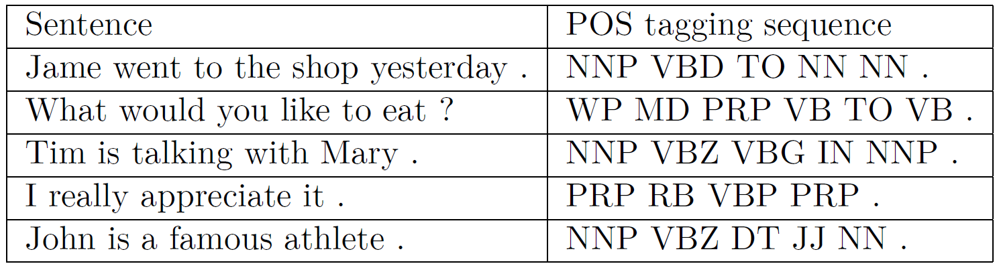 Sentence POS tagging sequence
Jame went to the shop yesterday . NNP VBD TO NN NN .
What would you like to eat ? WP MD PRP VB TO VB .
Tim is talking with Mary . NNP VBZ VBG IN NNP .
I really appreciate it . PRP RB VBP PRP .
John is a famous athlete . NNP VBZ DT JJ NN .